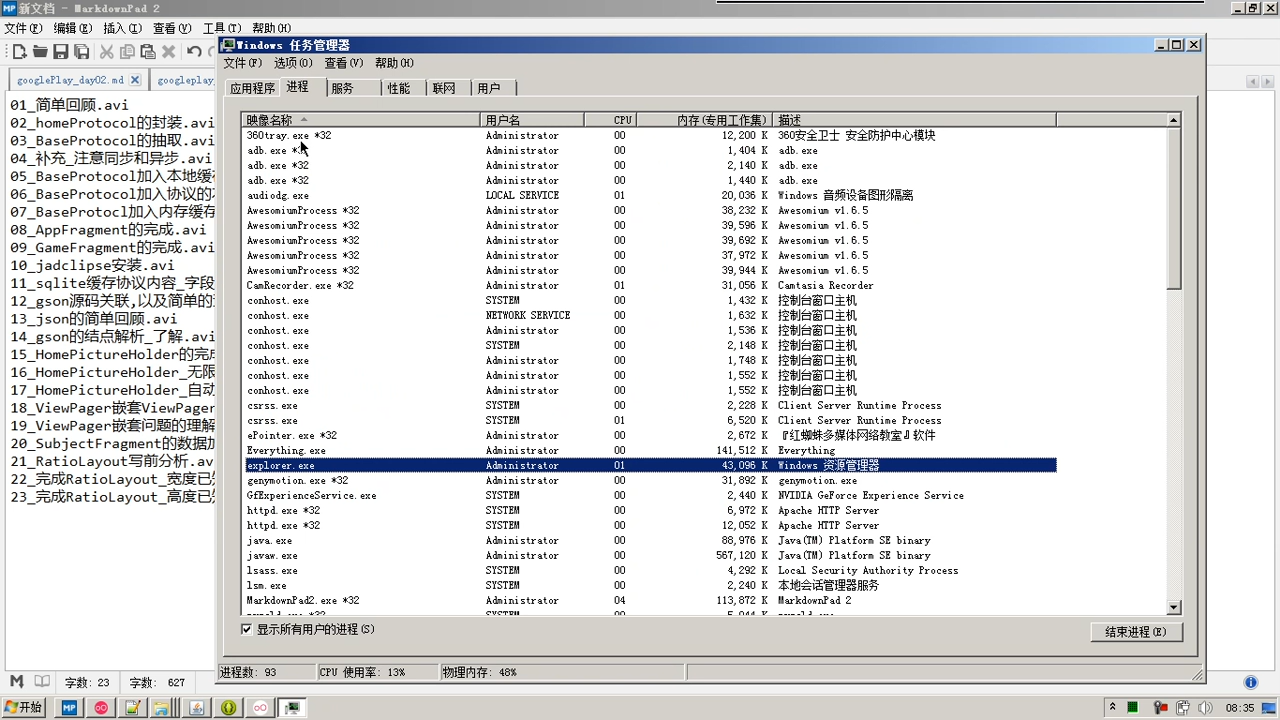 新文档 - MarkdownPad 2
文件(F) 编辑(E) 插入(I) 查看(V) 工具(T) 帮助(H)
googlePlay_day02.md googleplay
01_简单回顾.avi
02_homeProtocol的封装.avi
03_BaseProtocol的抽取.avi
04_补充_注意同步和异步.avi
05_BaseProtocol加入本地缓存
06_BaseProtocol加入协议的
07_BaseProtocl加入内存缓存
08_AppFragment的完成.avi
09_GameFragment的完成.avi
10_jadclipse安装.avi
11_sqlite缓存协议内容_字段
12_gson源码关联,以及简单的
13_json的简单回顾.avi
14_gson的结点解析_了解.avi
15_HomePictureHolder的完成
16_HomePictureHolder_无限
17_HomePictureHolder_自动
18_ViewPager嵌套ViewPager
19_ViewPager嵌套问题的理解
20_SubjectFragment的数据加
21_RatioLayout写前分析.av
22_完成RatioLayout_宽度已知
23_完成RatioLayout_高度已知
字数: 23 字数: 627
Windows 任务管理器
文件(F) 选项(O) 查看(V) 帮助(H)
应用程序 进程 服务 性能 联网 用户
映像名称 用户名 CPU 内存(专用工作集) 描述
360tray.exe *32 Administrator 00 12,200 K 360安全卫士 安全防护中心模块
adb.exe *32 Administrator 00 1,404 K adb.exe
adb.exe *32 Administrator 00 2,140 K adb.exe
adb.exe *32 Administrator 00 1,440 K adb.exe
audiodg.exe LOCAL SERVICE 01 20,036 K Windows 音频设备图形隔离
AwesomiumProcess *32 Administrator 00 38,232 K Awesomium v1.6.5
AwesomiumProcess *32 Administrator 00 39,596 K Awesomium v1.6.5
AwesomiumProcess *32 Administrator 00 39,692 K Awesomium v1.6.5
AwesomiumProcess *32 Administrator 00 37,972 K Awesomium v1.6.5
AwesomiumProcess *32 Administrator 00 39,944 K Awesomium v1.6.5
CamRecorder.exe *32 Administrator 01 31,056 K Camtasia Recorder
conhost.exe SYSTEM 00 1,432 K 控制台窗口主机
conhost.exe NETWORK SERVICE 00 1,632 K 控制台窗口主机
conhost.exe Administrator 00 1,536 K 控制台窗口主机
conhost.exe SYSTEM 00 2,148 K 控制台窗口主机
conhost.exe Administrator 00 1,748 K 控制台窗口主机
conhost.exe Administrator 00 1,552 K 控制台窗口主机
conhost.exe Administrator 00 1,552 K 控制台窗口主机
csrss.exe SYSTEM 00 2,228 K Client Server Runtime Process
csrss.exe SYSTEM 01 6,520 K Client Server Runtime Process
ePointer.exe *32 Administrator 00 2,672 K 『红蜘蛛多媒体网络教室』软件
Everything.exe Administrator 00 141,512 K Everything
explorer.exe Administrator 01 43,096 K Windows 资源管理器
genymotion.exe *32 Administrator 00 31,892 K genymotion.exe
GfExperienceService.exe SYSTEM 00 2,440 K NVIDIA GeForce Experience Service
httpd.exe *32 SYSTEM 00 6,972 K Apache HTTP Server
httpd.exe *32 SYSTEM 00 12,052 K Apache HTTP Server
java.exe Administrator 00 88,976 K Java(TM) Platform SE binary
javaw.exe Administrator 00 567,120 K Java(TM) Platform SE binary
lsass.exe SYSTEM 00 4,292 K Local Security Authority Process
lsm.exe SYSTEM 00 2,240 K 本地会话管理器服务
MarkdownPad2.exe *32 Administrator 04 113,872 K MarkdownPad 2
显示所有用户的进程(S) 结束进程(E)
进程数: 93 CPU 使用率: 13% 物理内存: 48%
开始 08:35